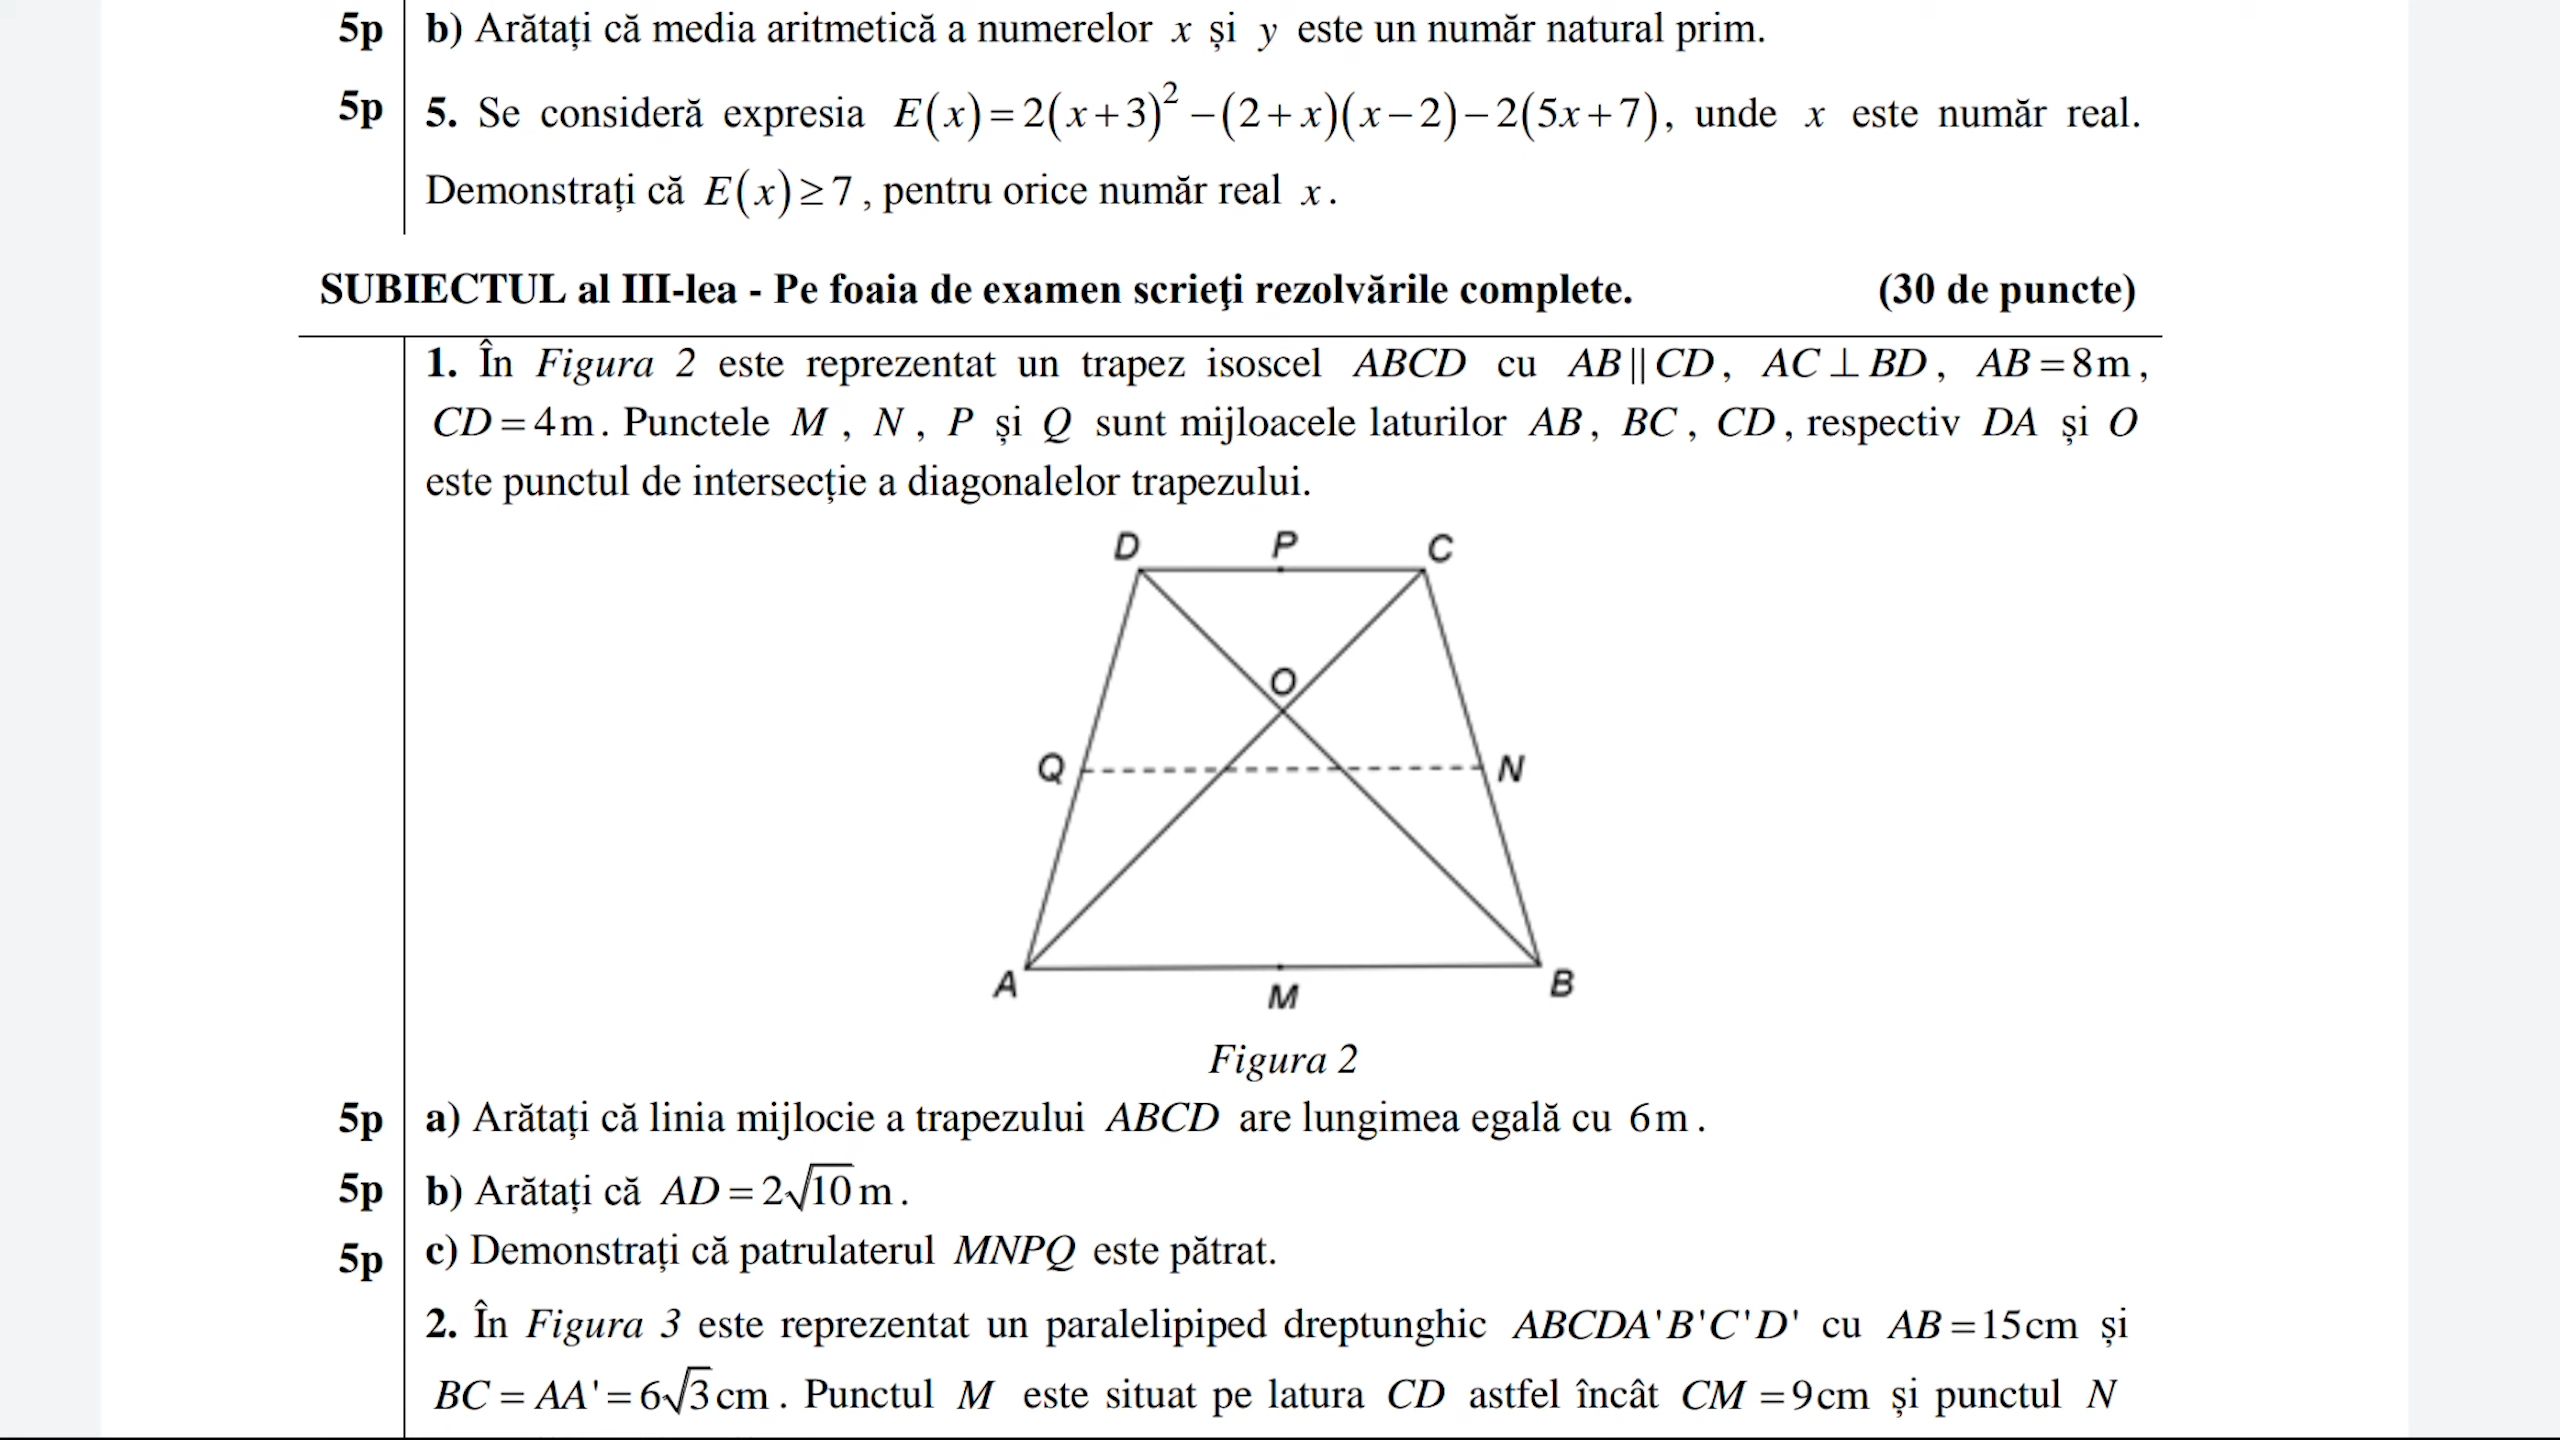 5p b) Arătați că media aritmetică a numerelor x și y este un număr natural prim.
5p 5. Se consideră expresia E(x)=2(x+3)²−(2+x)(x−2)−2(5x+7), unde x este număr real.
Demonstrați că E(x)≥7, pentru orice număr real x.
SUBIECTUL al III-lea - Pe foaia de examen scrieţi rezolvările complete. (30 de puncte)
1. În Figura 2 este reprezentat un trapez isoscel ABCD cu AB||CD, AC⊥BD, AB=8m,
CD=4m. Punctele M, N, P și Q sunt mijloacele laturilor AB, BC, CD, respectiv DA și O
este punctul de intersecție a diagonalelor trapezului.
D P C
O
Q N
A M B
Figura 2
5p a) Arătați că linia mijlocie a trapezului ABCD are lungimea egală cu 6m.
5p b) Arătați că AD=2√10m.
5p c) Demonstrați că patrulaterul MNPQ este pătrat.
2. În Figura 3 este reprezentat un paralelipiped dreptunghic ABCDA'B'C'D' cu AB=15cm și
BC=AA'=6√3cm. Punctul M este situat pe latura CD astfel încât CM=9cm și punctul N